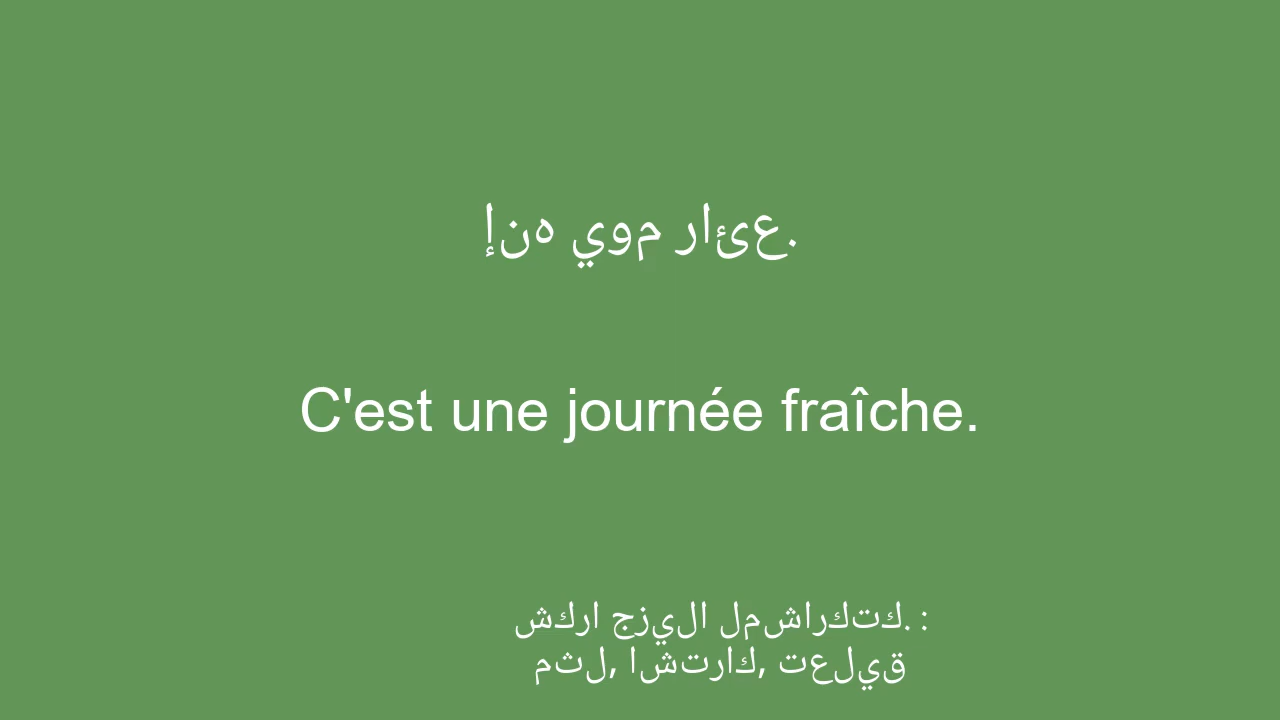 إنه يوم رائع.
C'est une journée fraîche.
شكرا جزيلا لمشاركتك. :
مثل, اشتراك, تعليق